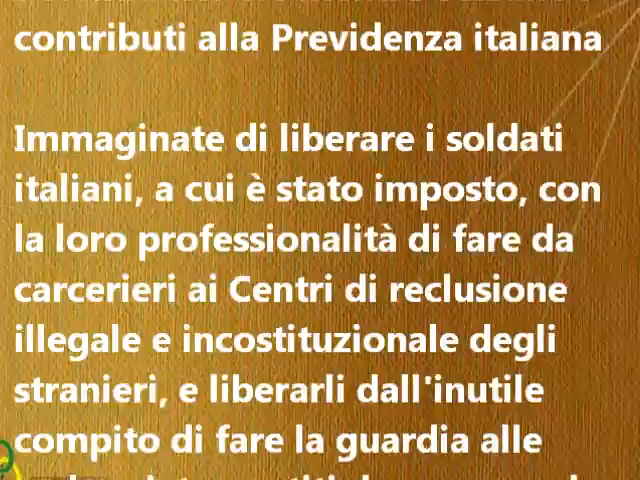 contributi alla Previdenza italiana
Immaginate di liberare i soldati
italiani, a cui è stato imposto, con
la loro professionalità di fare da
carcerieri ai Centri di reclusione
illegale e incostituzionale degli
stranieri, e liberarli dall'inutile
compito di fare la guardia alle